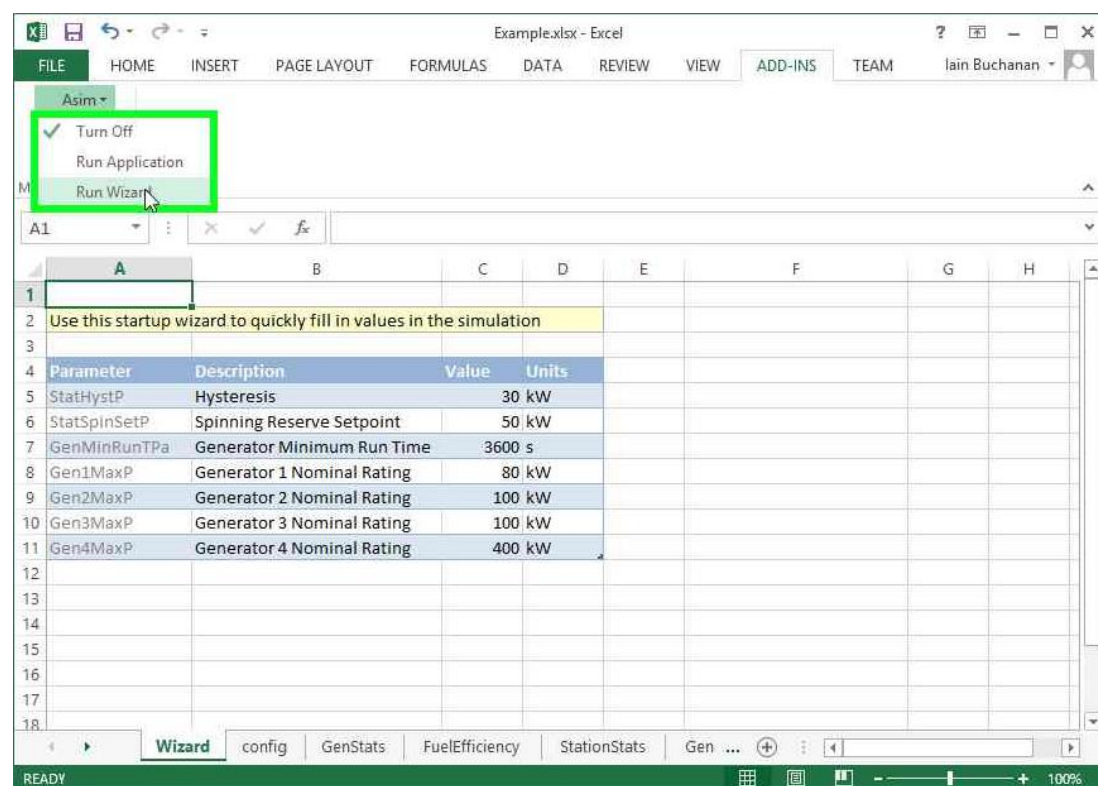 Example.xlsx - Excel
?
FILE HOME INSERT PAGE LAYOUT FORMULAS DATA REVIEW VIEW ADD-INS TEAM Iain Buchanan
Asim
Turn Off
Run Application
M
Run Wizard
A1 fx
A B C D E F G H
1
2 Use this startup wizard to quickly fill in values in the simulation
3
4 Parameter Description Value Units
5 StatHystP Hysteresis 30 kW
6 StatSpinSetP Spinning Reserve Setpoint 50 kW
7 GenMinRunTPa Generator Minimum Run Time 3600 s
8 Gen1MaxP Generator 1 Nominal Rating 80 kW
9 Gen2MaxP Generator 2 Nominal Rating 100 kW
10 Gen3MaxP Generator 3 Nominal Rating 100 kW
11 Gen4MaxP Generator 4 Nominal Rating 400 kW
12
13
14
15
16
17
18
Wizard config GenStats FuelEfficiency StationStats Gen ...
READY 100%